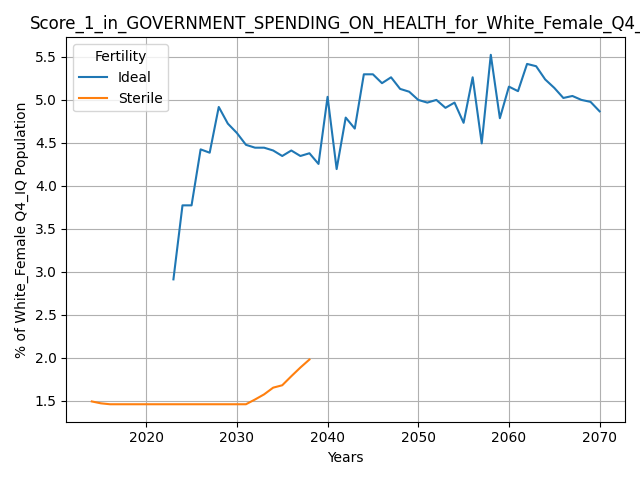 Score_1_in_GOVERNMENT_SPENDING_ON_HEALTH_for_White_Female_Q4_
Fertility
Ideal
Sterile
% of White_Female Q4_IQ Population
5.5
5.0
4.5
4.0
3.5
3.0
2.5
2.0
1.5
2020 2030 2040 2050 2060 2070
Years